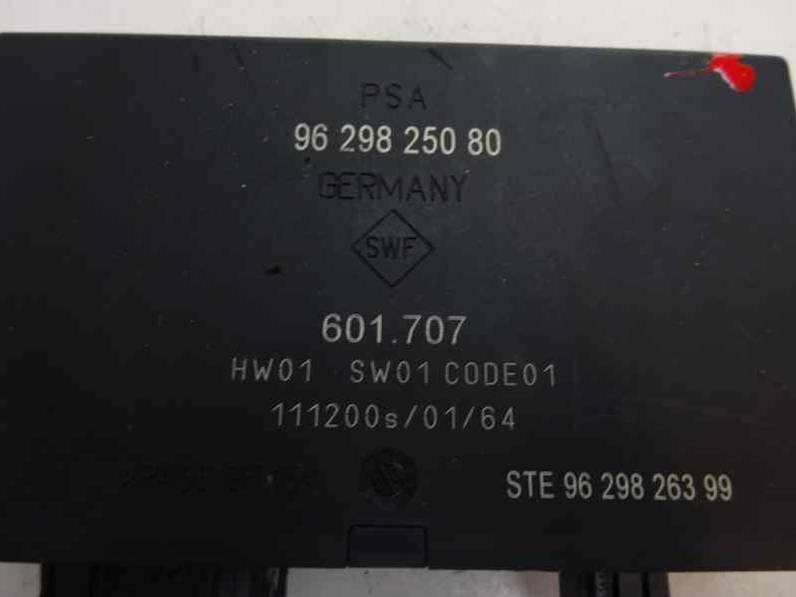 PSA
96 298 250 80
GERMANY
SWF
601.707
HW01 SW01 CODE01
111200s/01/64
STE 96 298 263 99